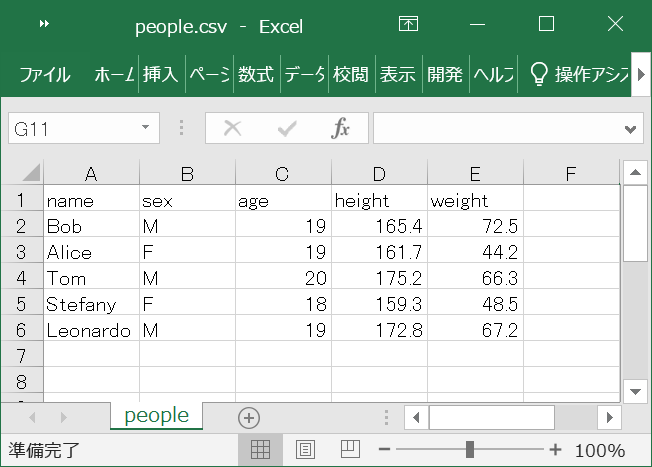 people.csv - Excel
ファイル ホーム 挿入 ページ 数式 データ 校閲 表示 開発 ヘルプ 操作アシス
G11 fx
A B C D E F
1 name sex age height weight
2 Bob M 19 165.4 72.5
3 Alice F 19 161.7 44.2
4 Tom M 20 175.2 66.3
5 Stefany F 18 159.3 48.5
6 Leonardo M 19 172.8 67.2
7
8
people
準備完了 100%